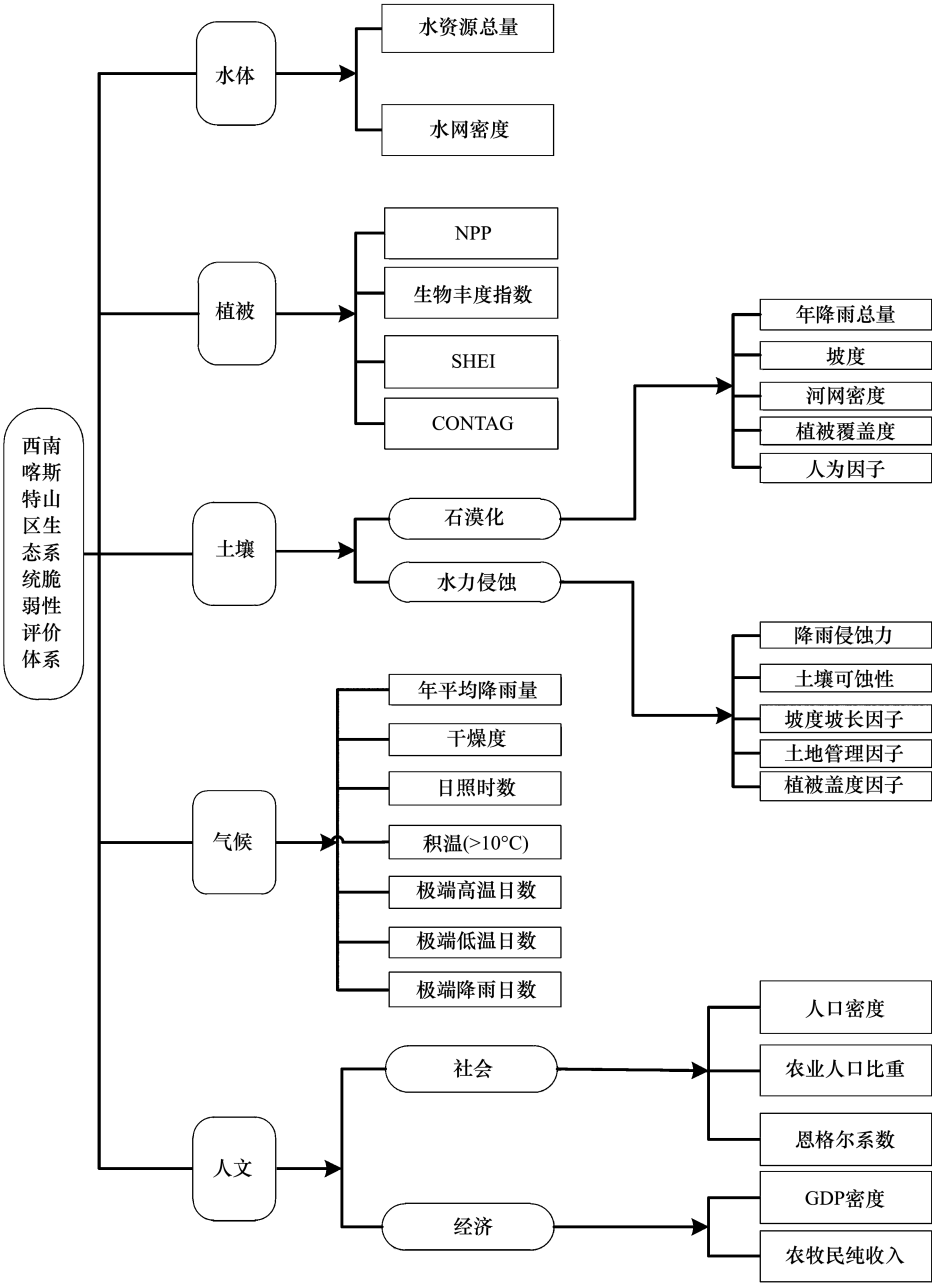 西南
喀斯
特山
区生
态系
统脆
弱性
评价
体系
水体
水资源总量
水网密度
植被
NPP
生物丰度指数
SHEI
CONTAG
土壤
石漠化
年降雨总量
坡度
河网密度
植被覆盖度
人为因子
水力侵蚀
降雨侵蚀力
土壤可蚀性
坡度坡长因子
土地管理因子
植被盖度因子
气候
年平均降雨量
干燥度
日照时数
积温(>10°C)
极端高温日数
极端低温日数
极端降雨日数
人文
社会
人口密度
农业人口比重
恩格尔系数
经济
GDP密度
农牧民纯收入